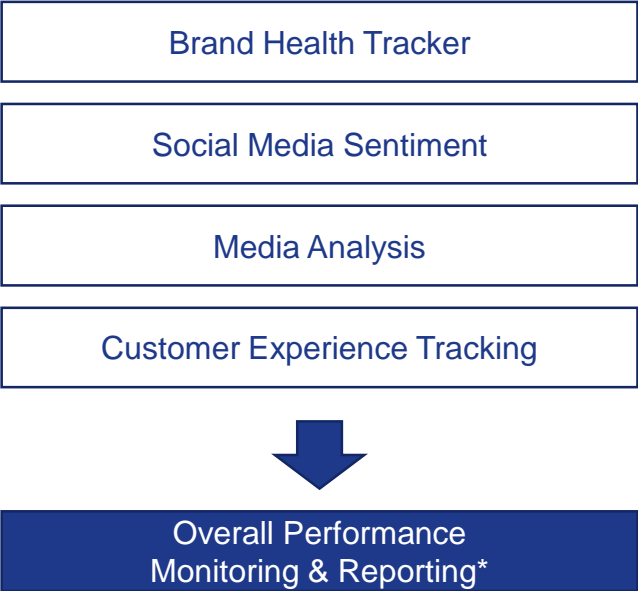 Brand Health Tracker
Social Media Sentiment
Media Analysis
Customer Experience Tracking
Overall Performance
Monitoring & Reporting*